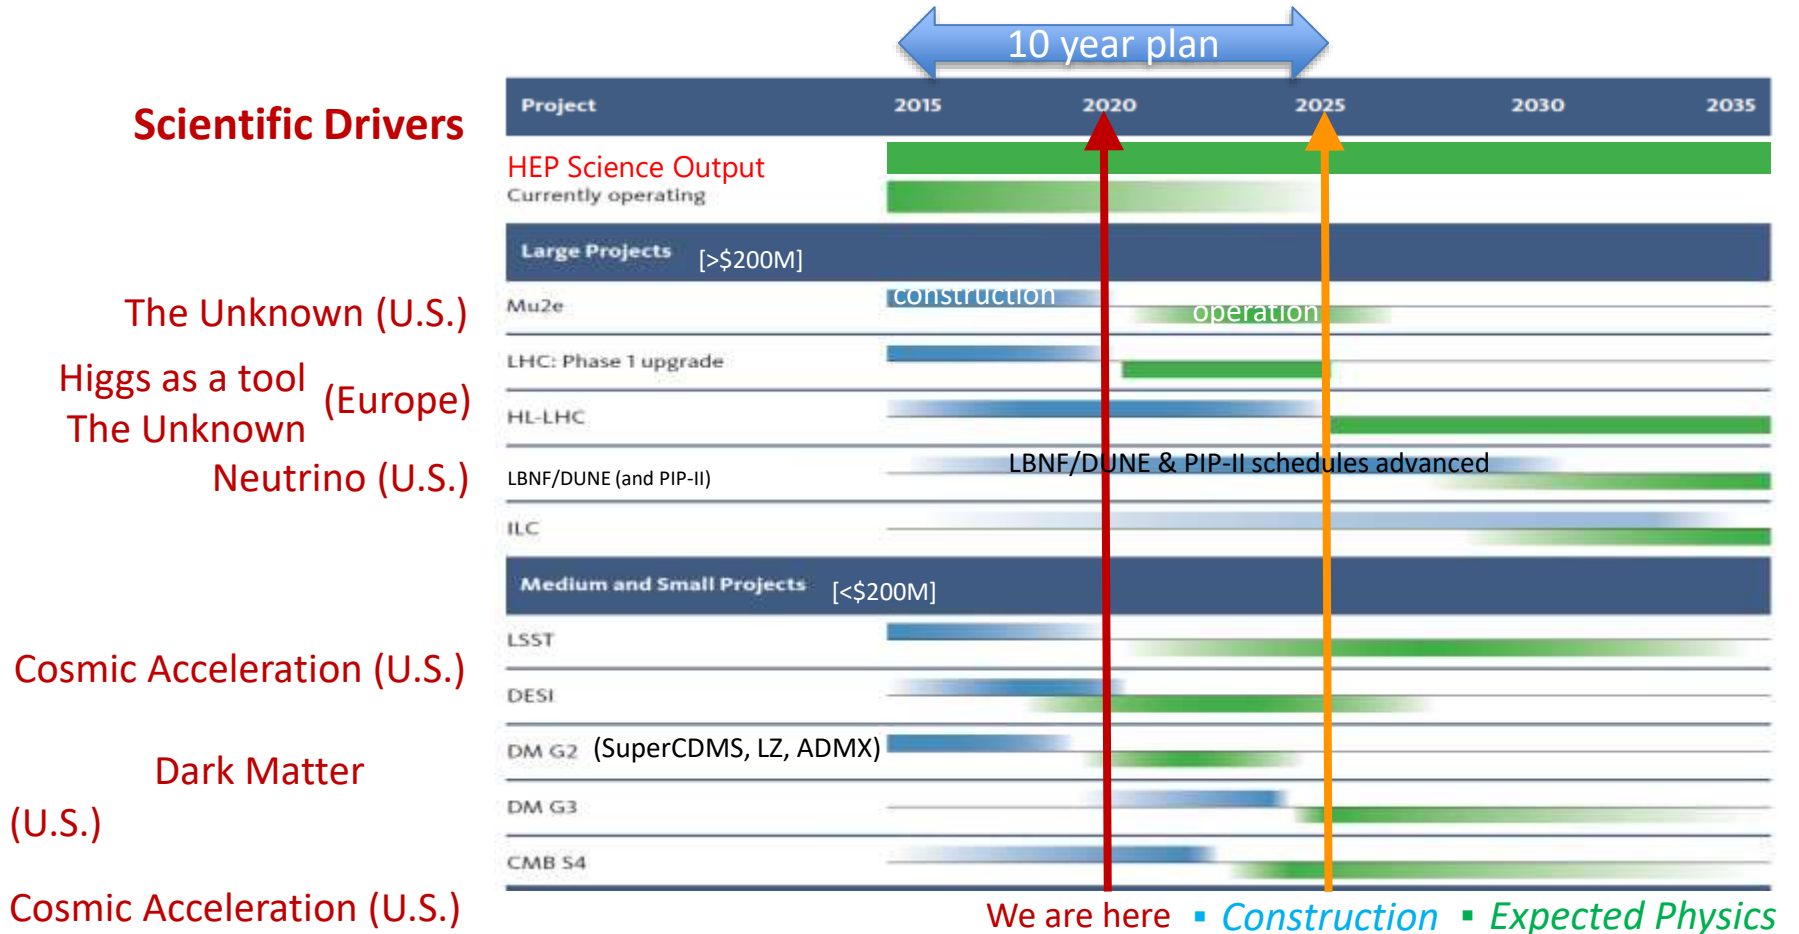 10 year plan
Scientific Drivers
Project 2015 2020 2025 2030 2035
HEP Science Output
Currently operating
Large Projects [>$200M]
The Unknown (U.S.)
Mu2e
construction
operation
LHC: Phase 1 upgrade
Higgs as a tool
The Unknown
(Europe)
HL-LHC
Neutrino (U.S.)
LBNF/DUNE (and PIP-II)
LBNF/DUNE & PIP-II schedules advanced
ILC
Medium and Small Projects [<$200M]
LSST
Cosmic Acceleration (U.S.)
DESI
DM G2 (SuperCDMS, LZ, ADMX)
Dark Matter
(U.S.)
DM G3
CMB S4
Cosmic Acceleration (U.S.)
We are here ▪ Construction ▪ Expected Physics